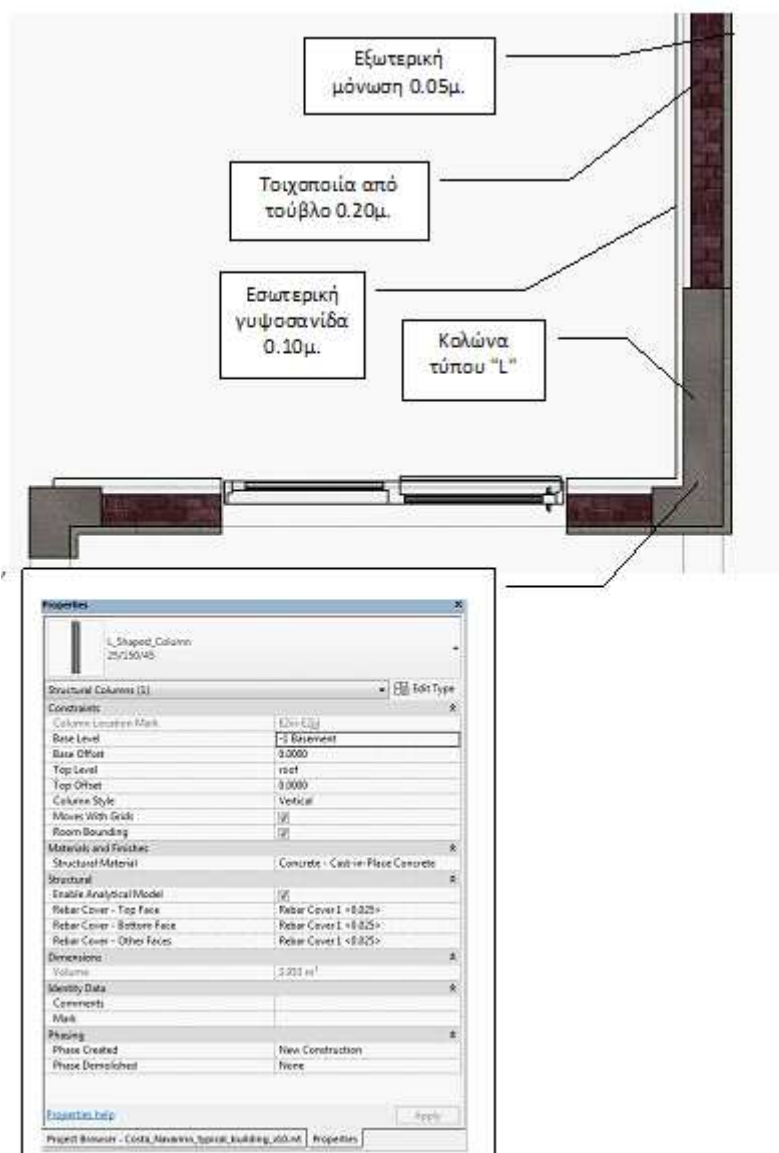 Εξωτερική
μόνωση 0.05μ.
Τοιχοποιία από
τούβλο 0.20μ.
Εσωτερική
γυψοσανίδα
0.10μ.
Κολώνα
τύπου "L"
Properties
L_Shaped_Column
25/150/45
Structural Columns (1)
Edit Type
Constraints
Column Location Mark
Base Level -1 Basement
Base Offset 0.0000
Top Level roof
Top Offset 0.0000
Column Style Vertical
Moves With Grids
Room Bounding
Materials and Finishes
Structural Material Concrete - Cast-in-Place Concrete
Structural
Enable Analytical Model
Rebar Cover - Top Face Rebar Cover 1 <0.025>
Rebar Cover - Bottom Face Rebar Cover 1 <0.025>
Rebar Cover - Other Faces Rebar Cover 1 <0.025>
Dimensions
Volume
Identity Data
Comments
Mark
Phasing
Phase Created New Construction
Phase Demolished None
Properties help
Apply
Project Browser - Costa_Navarino_typical_building_v10.rvt Properties